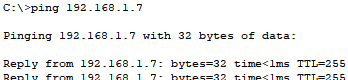 C:\>ping 192.168.1.7
Pinging 192.168.1.7 with 32 bytes of data:
Reply from 192.168.1.7: bytes=32 time<1ms TTL=255
Reply from 192.168.1.7: bytes=32 time<1ms TTL=255